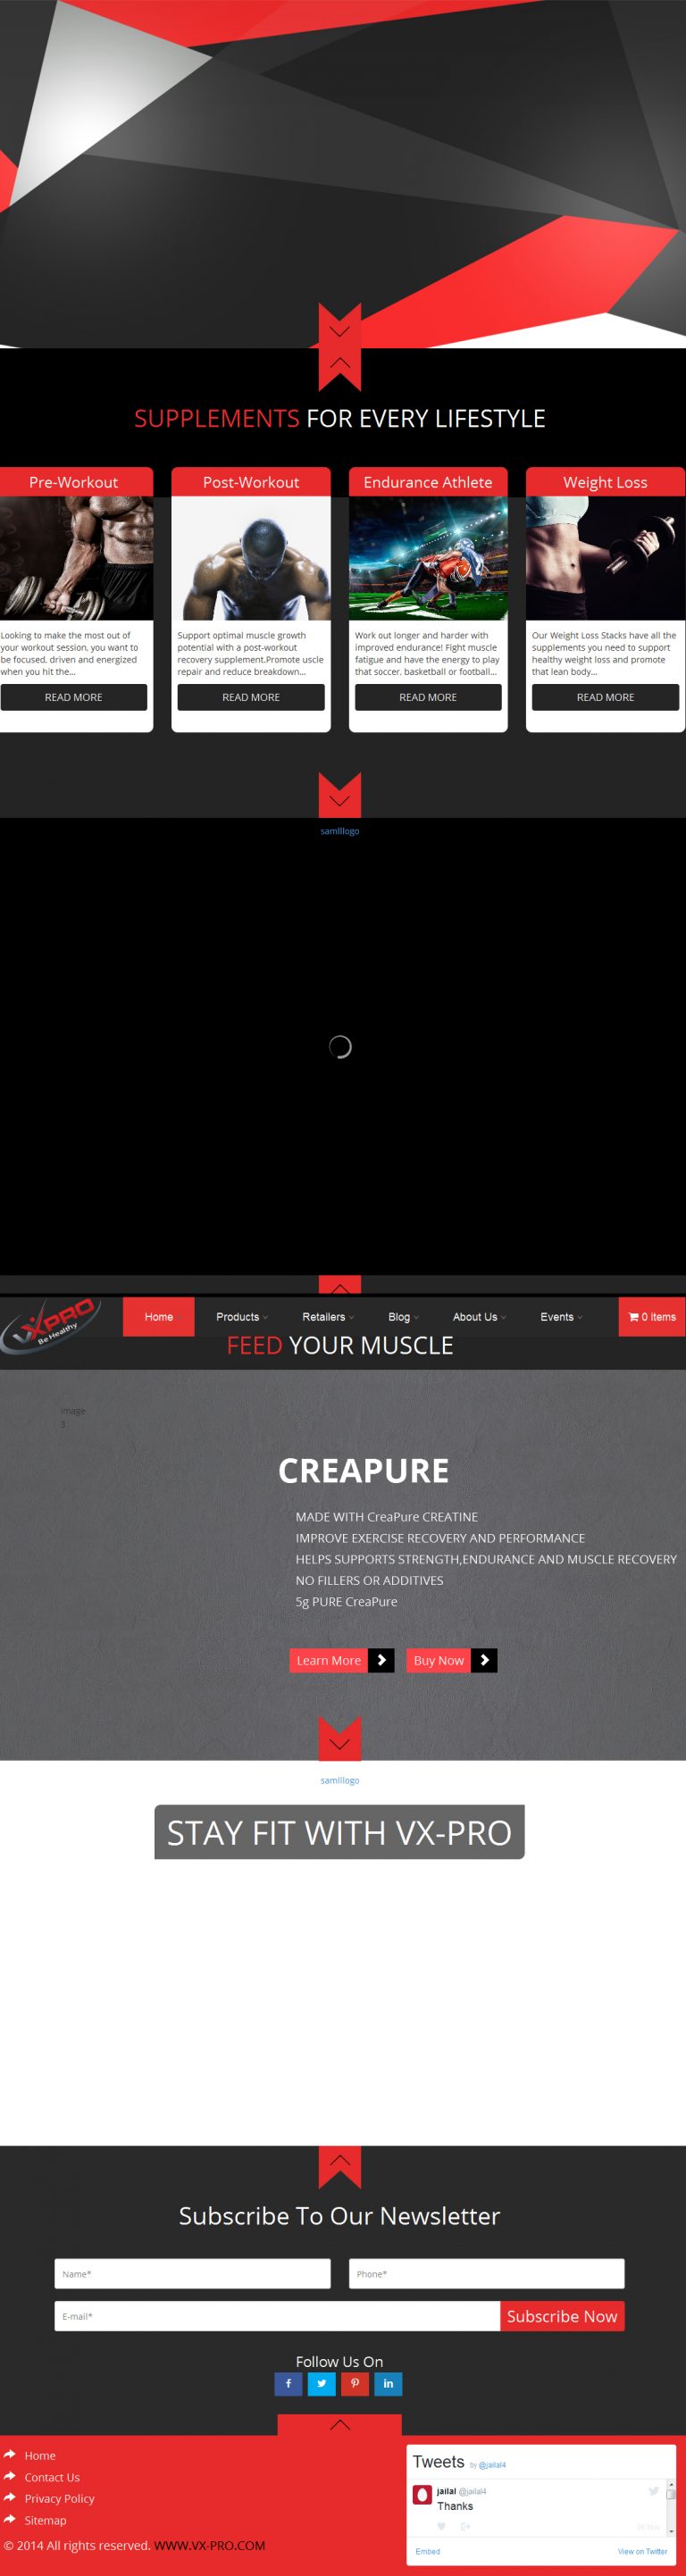 SUPPLEMENTS FOR EVERY LIFESTYLE
Pre-Workout
Looking to make the most out of
your workout session, you want to
be focused, driven and energized
when you hit the...
READ MORE
Post-Workout
Support optimal muscle growth
potential with a post-workout
recovery supplement.Promote uscle
repair and reduce breakdown...
READ MORE
Endurance Athlete
Work out longer and harder with
improved endurance! Fight muscle
fatigue and have the energy to play
that soccer, basketball or football...
READ MORE
Weight Loss
Our Weight Loss Stacks have all the
supplements you need to support
healthy weight loss and promote
that lean body...
READ MORE
samlllogo
VXPRO
Be Healthy
Home Products Retailers Blog About Us Events 0 items
FEED YOUR MUSCLE
image
3
CREAPURE
MADE WITH CreaPure CREATINE
IMPROVE EXERCISE RECOVERY AND PERFORMANCE
HELPS SUPPORTS STRENGTH,ENDURANCE AND MUSCLE RECOVERY
NO FILLERS OR ADDITIVES
5g PURE CreaPure
Learn More Buy Now
samlllogo
STAY FIT WITH VX-PRO
Subscribe To Our Newsletter
Name* Phone*
E-mail* Subscribe Now
Follow Us On
Home
Contact Us
Privacy Policy
Sitemap
© 2014 All rights reserved. WWW.VX-PRO.COM
Tweets by @jailal4
jailal @jailal4
Thanks
Embed View on Twitter